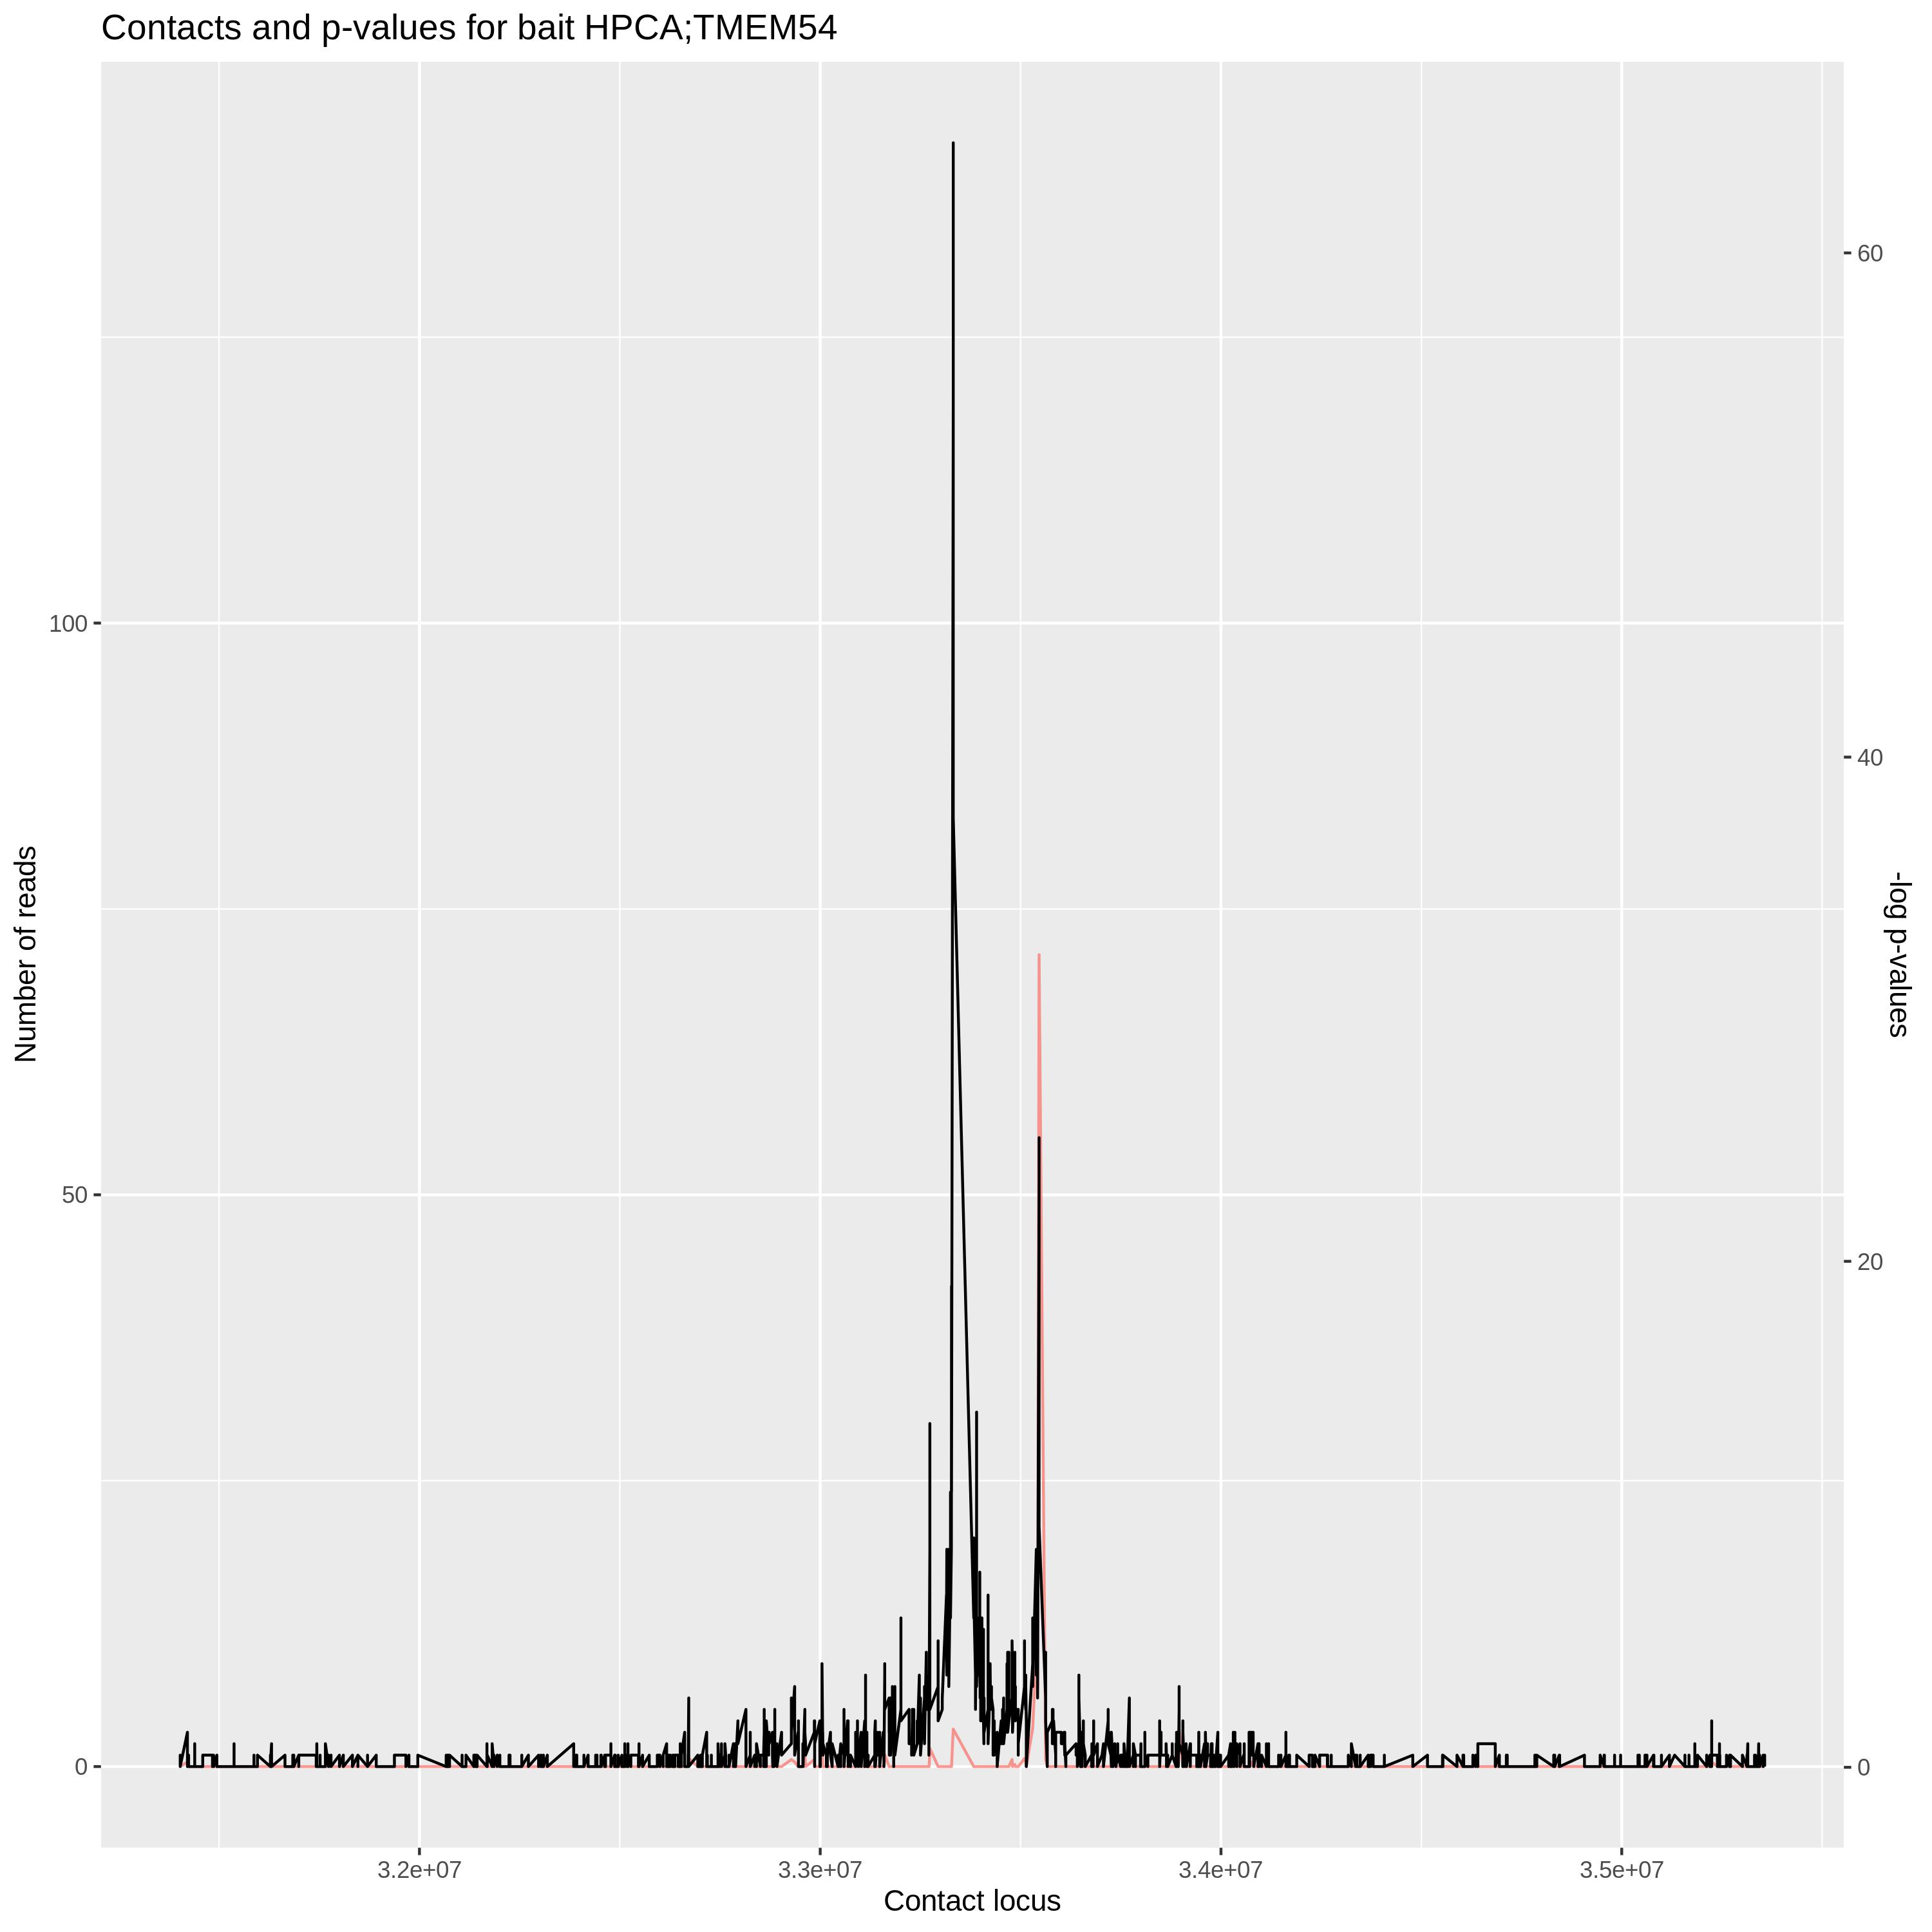 Contacts and p-values for bait HPCA;TMEM54
60
100
40
Number of reads
-log p-values
50
20
0
0
3.2e+07
3.3e+07
3.4e+07
3.5e+07
Contact locus